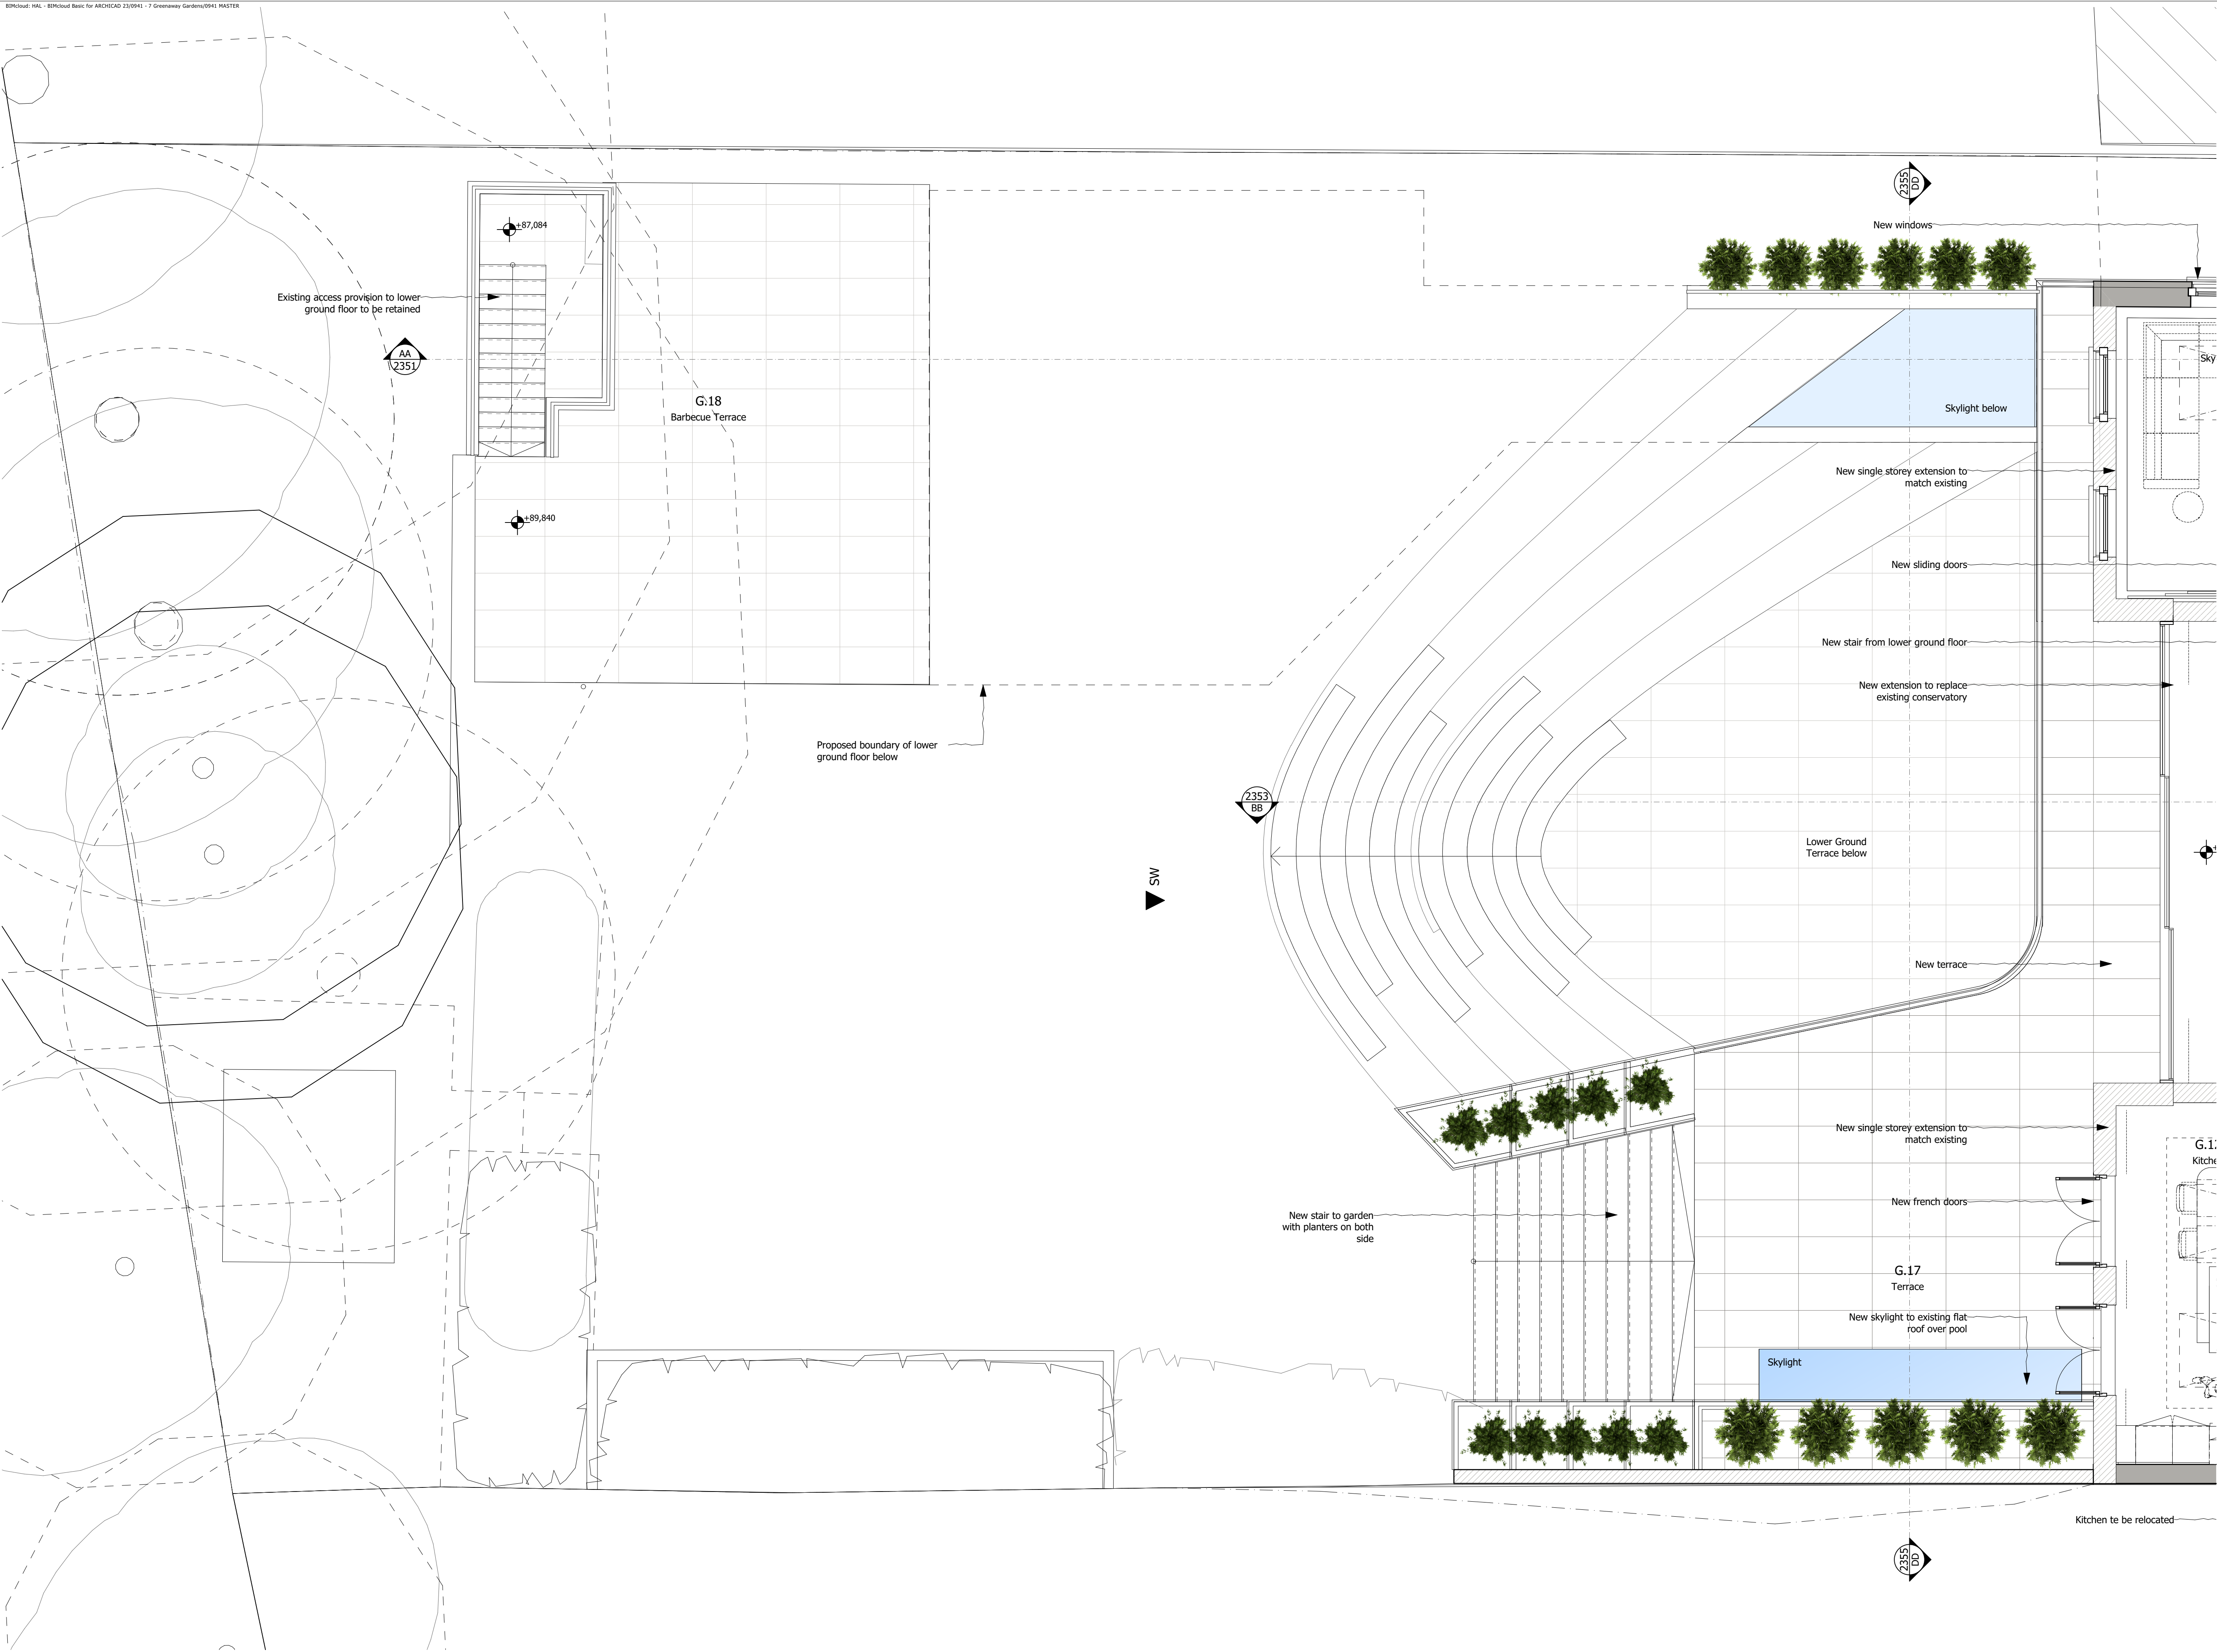 BIMcloud: HAL - BIMcloud Basic for ARCHICAD 23/0941 - 7 Greenaway Gardens/0941 MASTER
2355
DD
+87,084
New windows
Existing access provision to lower
ground floor to be retained
AA
2351
Sky
G.18
Barbecue Terrace
Skylight below
New single storey extension to
match existing
+89,840
New sliding doors
New stair from lower ground floor
New extension to replace
existing conservatory
Proposed boundary of lower
ground floor below
2353
BB
Lower Ground
Terrace below
SW
New terrace
New single storey extension to
match existing
G.1
Kitche
New french doors
New stair to garden
with planters on both
side
G.17
Terrace
New skylight to existing flat
roof over pool
Skylight
Kitchen te be relocated
2355
DD